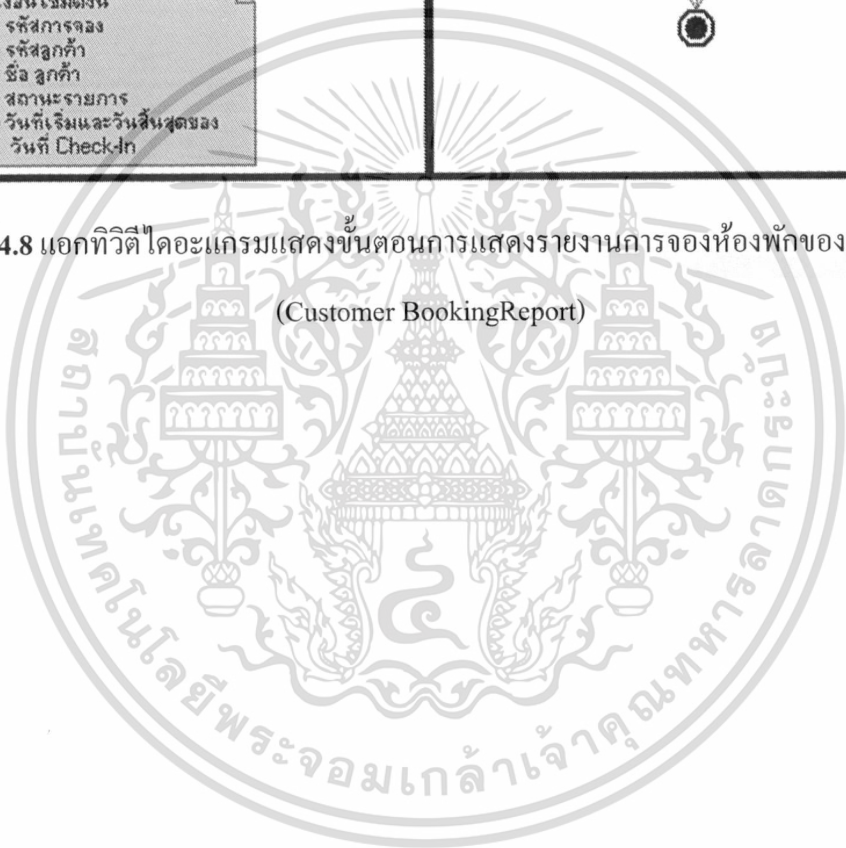 รหัสการจอง
รหัสลูกค้า
ชื่อ ลูกค้า
สถานะรายการ
วันที่เริ่มและวันสิ้นสุดของ
วันที่ Check-In
4.8 แอกทิวิตีไดอะแกรมแสดงขั้นตอนการแสดงรายงานการจองห้องพักของ
(Customer BookingReport)
สถาบันเทคโนโลยีพระจอมเกล้าเจ้าคุณทหารลาดกระบัง